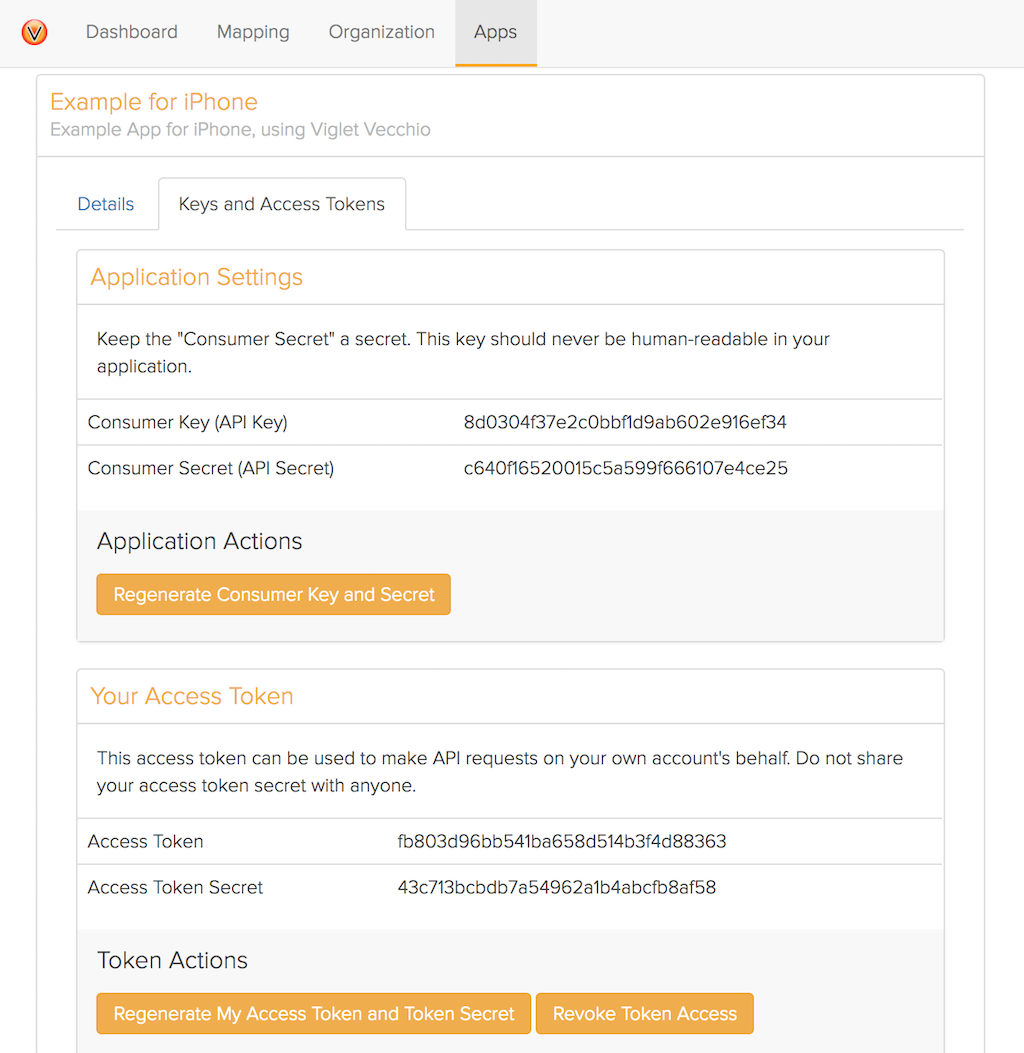 V
Dashboard Mapping Organization Apps
Example for iPhone
Example App for iPhone, using Viglet Vecchio
Details Keys and Access Tokens
Application Settings
Keep the "Consumer Secret" a secret. This key should never be human-readable in your
application.
Consumer Key (API Key) 8d0304f37e2c0bbf1d9ab602e916ef34
Consumer Secret (API Secret) c640f16520015c5a599f666107e4ce25
Application Actions
Regenerate Consumer Key and Secret
Your Access Token
This access token can be used to make API requests on your own account's behalf. Do not share
your access token secret with anyone.
Access Token fb803d96bb541ba658d514b3f4d88363
Access Token Secret 43c713bcbdb7a54962a1b4abcfb8af58
Token Actions
Regenerate My Access Token and Token Secret Revoke Token Access